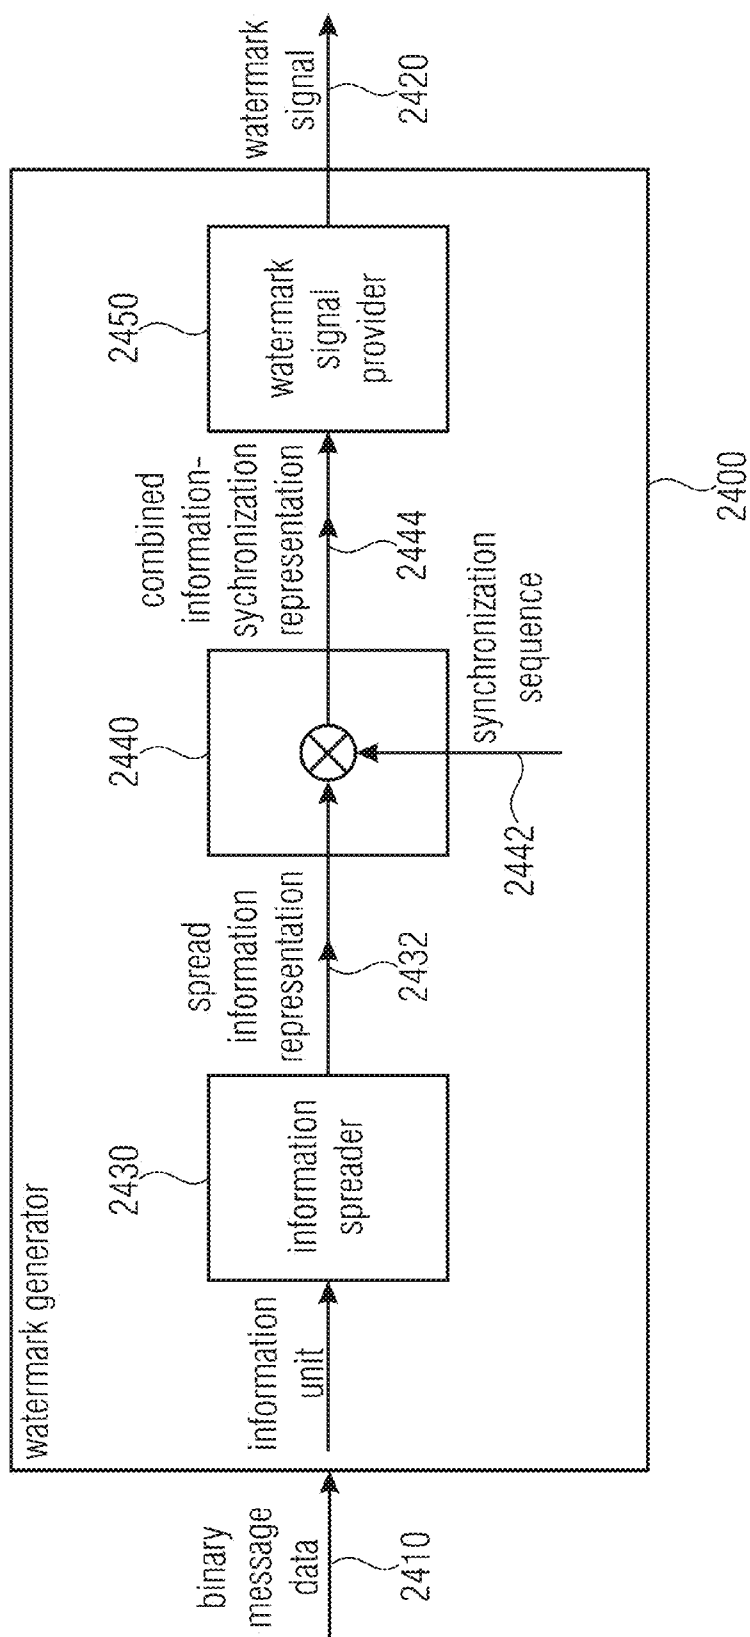 watermark generator
binary
message
data
2410
information
unit
2430
information
spreader
spread
information
representation
2432
2440
2442
synchronization
sequence
combined
information-
sychronization
representation
2444
2450
watermark
signal
provider
watermark
signal
2420
2400